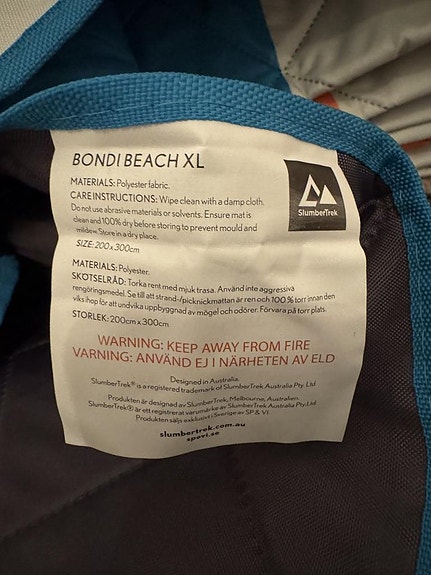 BONDI BEACH XL
MATERIALS: Polyester fabric.
CARE INSTRUCTIONS: Wipe clean with a damp cloth.
Do not use abrasive materials or solvents. Ensure mat is
clean and 100% dry before storing to prevent mould and
mildew. Store in a dry place.
SIZE: 200 x 300cm
SlumberTrek
MATERIALS: Polyester.
SKÖTSELRÅD: Torka rent med mjuk trasa. Använd inte aggressiva
rengöringsmedel. Se till att strand-/picknickmattan är ren och 100 % torr innan den
viks ihop för att undvika uppbyggnad av mögel och odörer. Förvara på torr plats.
STORLEK: 200cm x 300cm
WARNING: KEEP AWAY FROM FIRE
VARNING: ANVÄND EJ I NÄRHETEN AV ELD
Designed in Australia.
SlumberTrek® is a registered trademark of SlumberTrek Australia Pty. Ltd.
Produkten är designad av SlumberTrek, Melbourne, Australien.
SlumberTrek® är ett registrerat varumärke av SlumberTrek Australia Pty.Ltd.
Produkten säljs exklusivt i Sverige av SP & VI.
slumbertrek.com.au
spovi.se